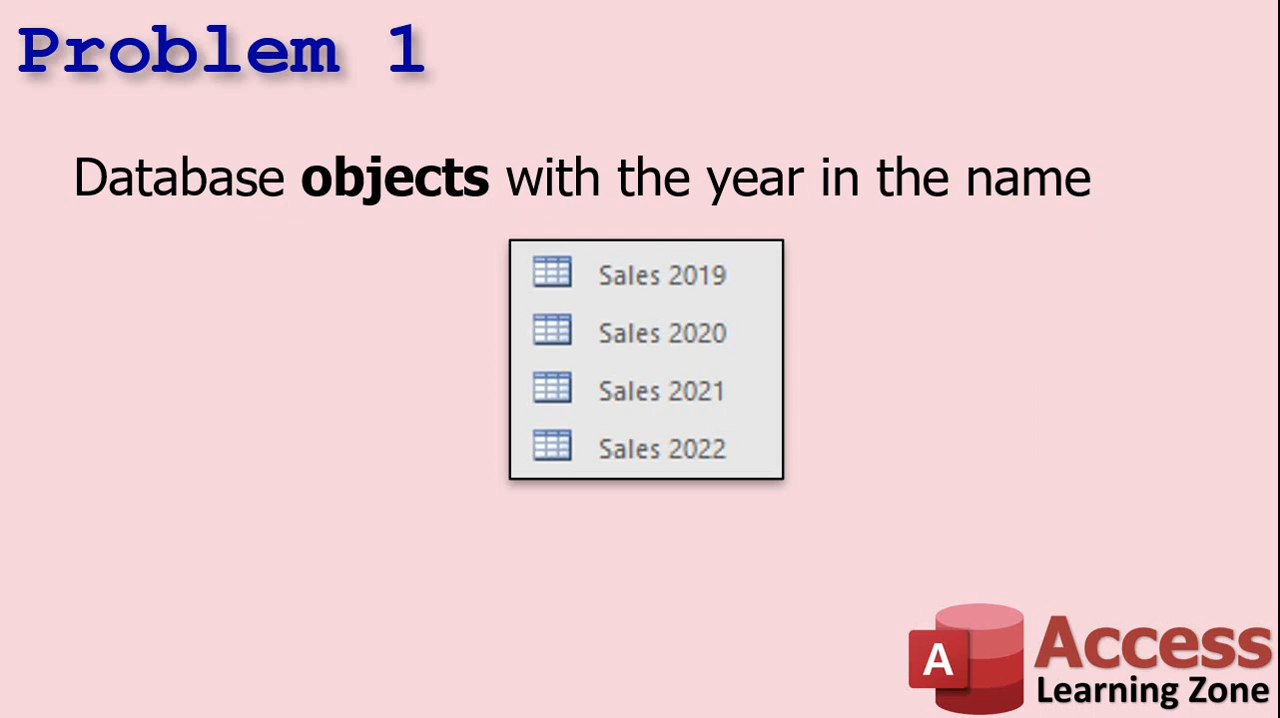 Problem 1
Database objects with the year in the name
Sales 2019
Sales 2020
Sales 2021
Sales 2022
A
Access
Learning Zone